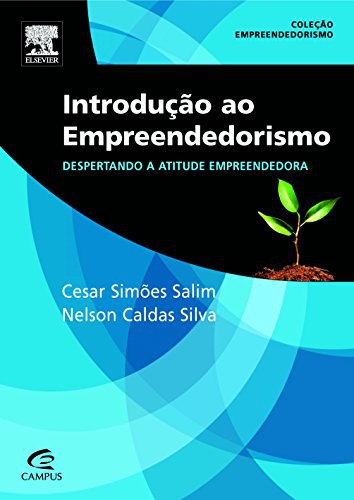 ELSEVIER
COLEÇÃO
EMPREENDEDORISMO
Introdução ao
Empreendedorismo
DESPERTANDO A ATITUDE EMPREENDEDORA
Cesar Simões Salim
Nelson Caldas Silva
CAMPUS